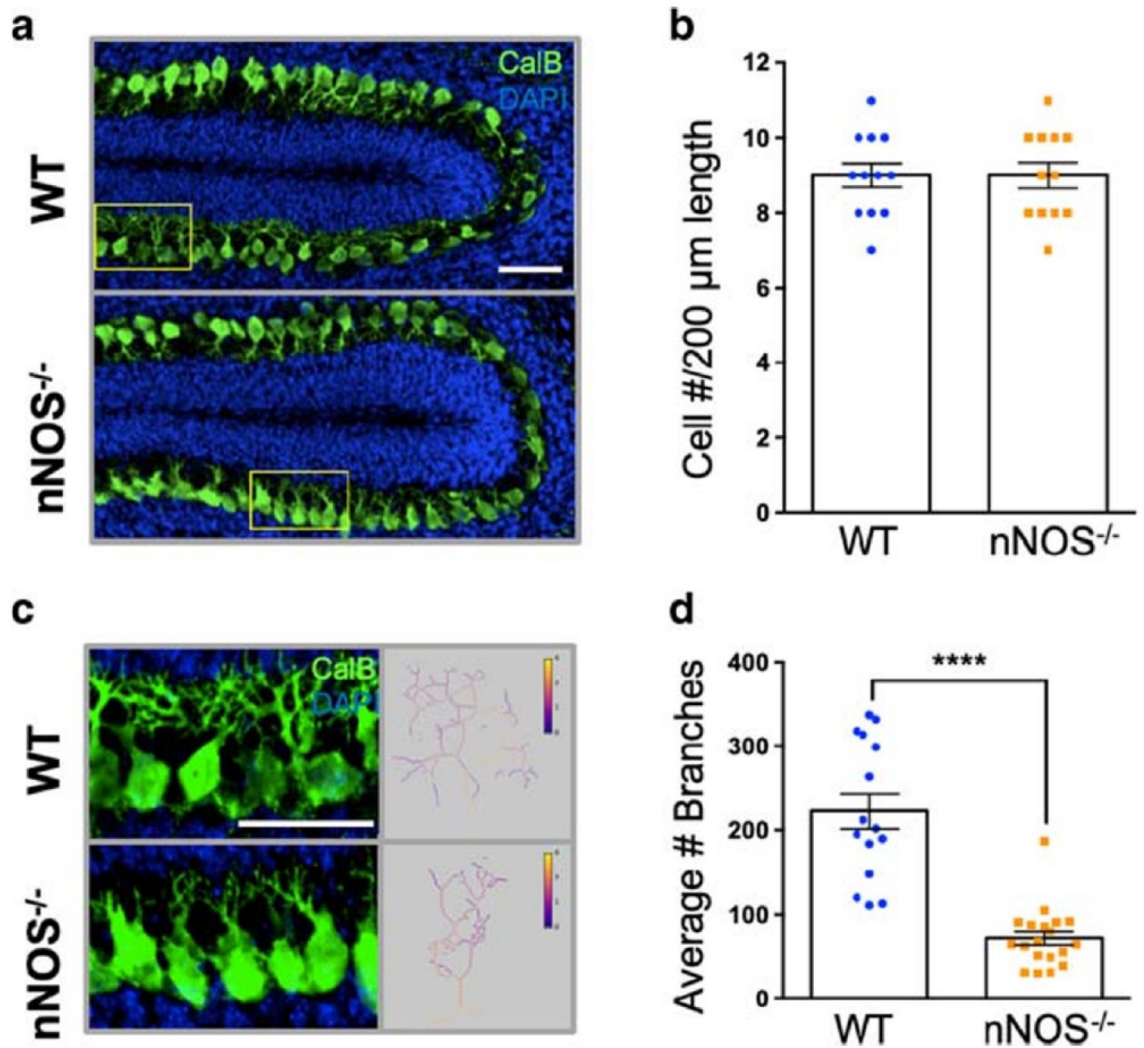 a
CalB
DAPI
WT
nNOS-/-
b
12
10
8
6
4
2
0
Cell #/200 µm length
WT
nNOS-/-
c
CalB
DAPI
WT
nNOS-/-
d
400
300
200
100
0
Average # Branches
****
WT
nNOS-/-